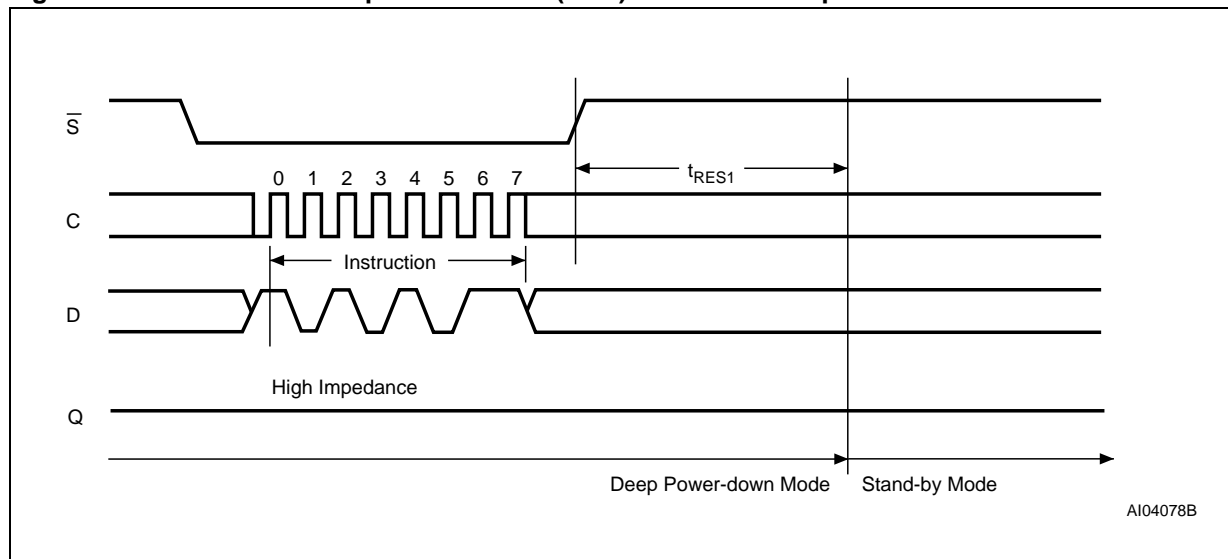 S
0 1 2 3 4 5 6 7
tRES1
C
Instruction
D
High Impedance
Q
Deep Power-down Mode Stand-by Mode
AI04078B